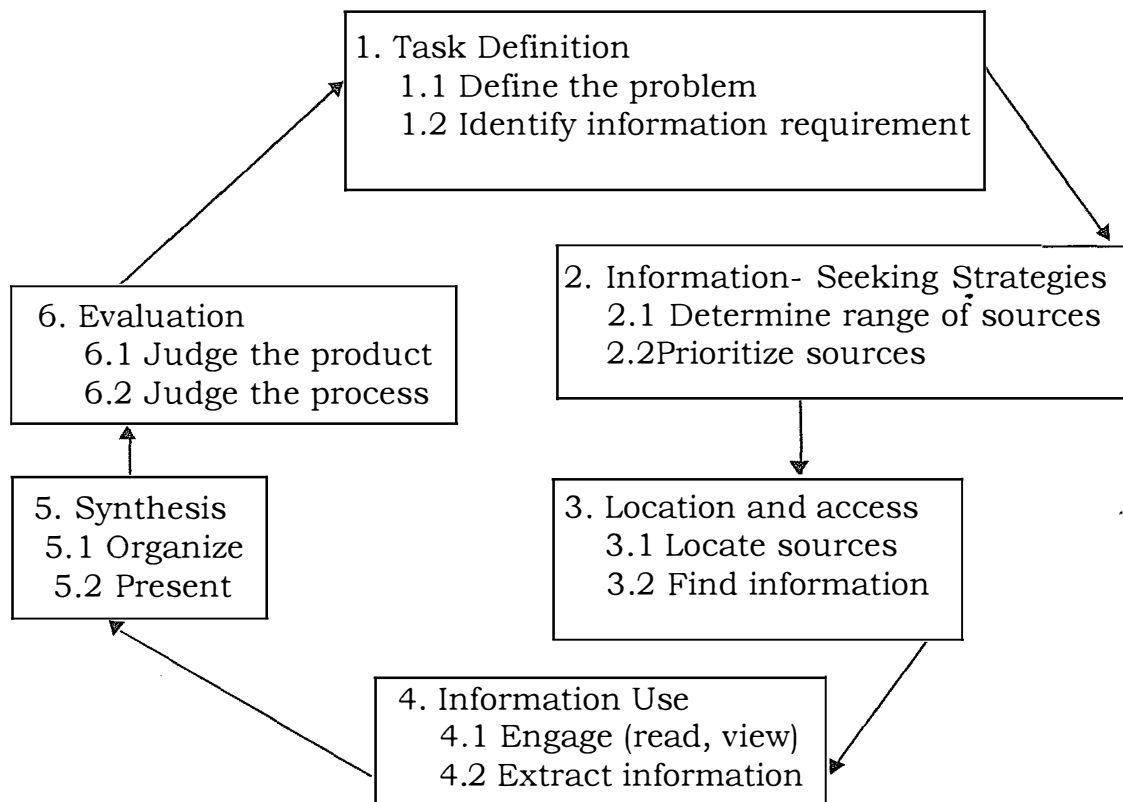 1. Task Definition
1.1 Define the problem
1.2 Identify information requirement
2. Information- Seeking Strategies
2.1 Determine range of sources
2.2Prioritize sources
3. Location and access
3.1 Locate sources
3.2 Find information
4. Information Use
4.1 Engage (read, view)
4.2 Extract information
5. Synthesis
5.1 Organize
5.2 Present
6. Evaluation
6.1 Judge the product
6.2 Judge the process